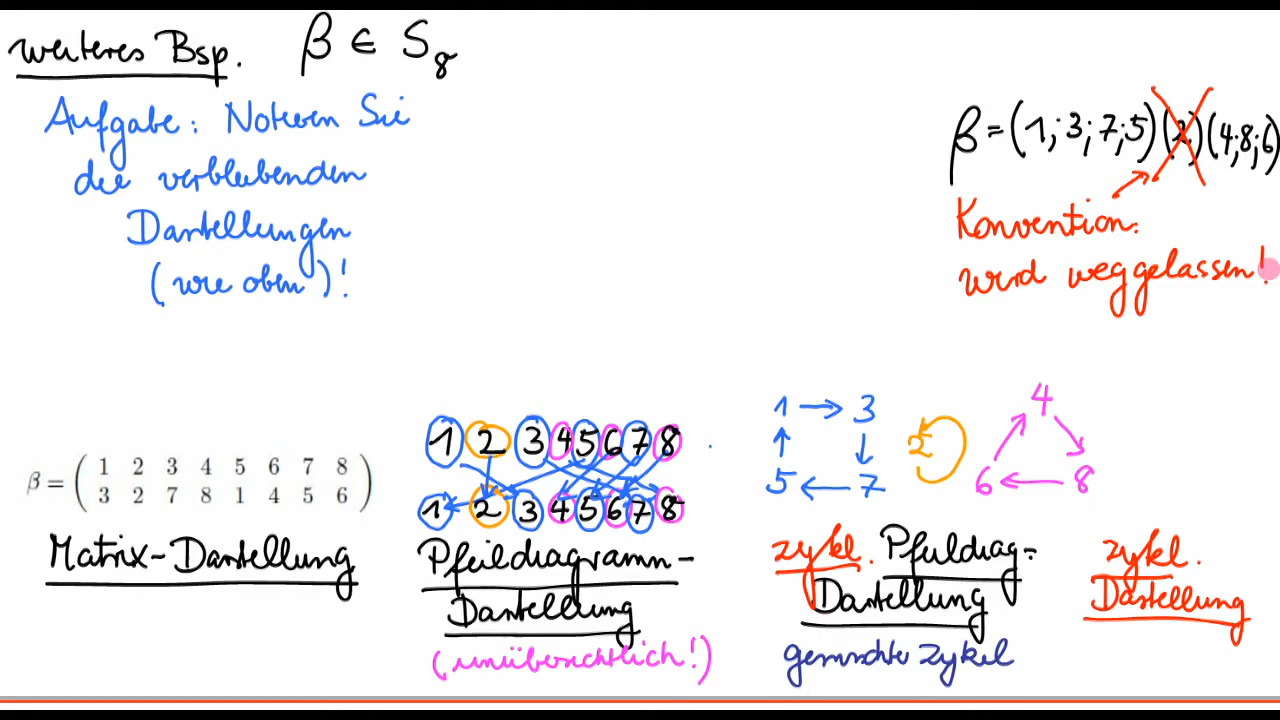 weiteres Bsp. β ∈ S₈
Aufgabe: Notieren Sie
die verbleibenden
Darstellungen
(wie oben)!
β = (1; 3; 7; 5) (2) (4; 8; 6)
Konvention:
wird weggelassen!
β = ( 1 2 3 4 5 6 7 8
3 2 7 8 1 4 5 6 )
Matrix-Darstellung
1 2 3 4 5 6 7 8
1 2 3 4 5 6 7 8
Pfeildiagramm-
Darstellung
(unübersichtlich!)
1 → 3
↑ ↓
5 ← 7
2
4
6 ← 8
zykl. Pfeildiag.-
Darstellung
gemischter Zykel
zykl.
Darstellung